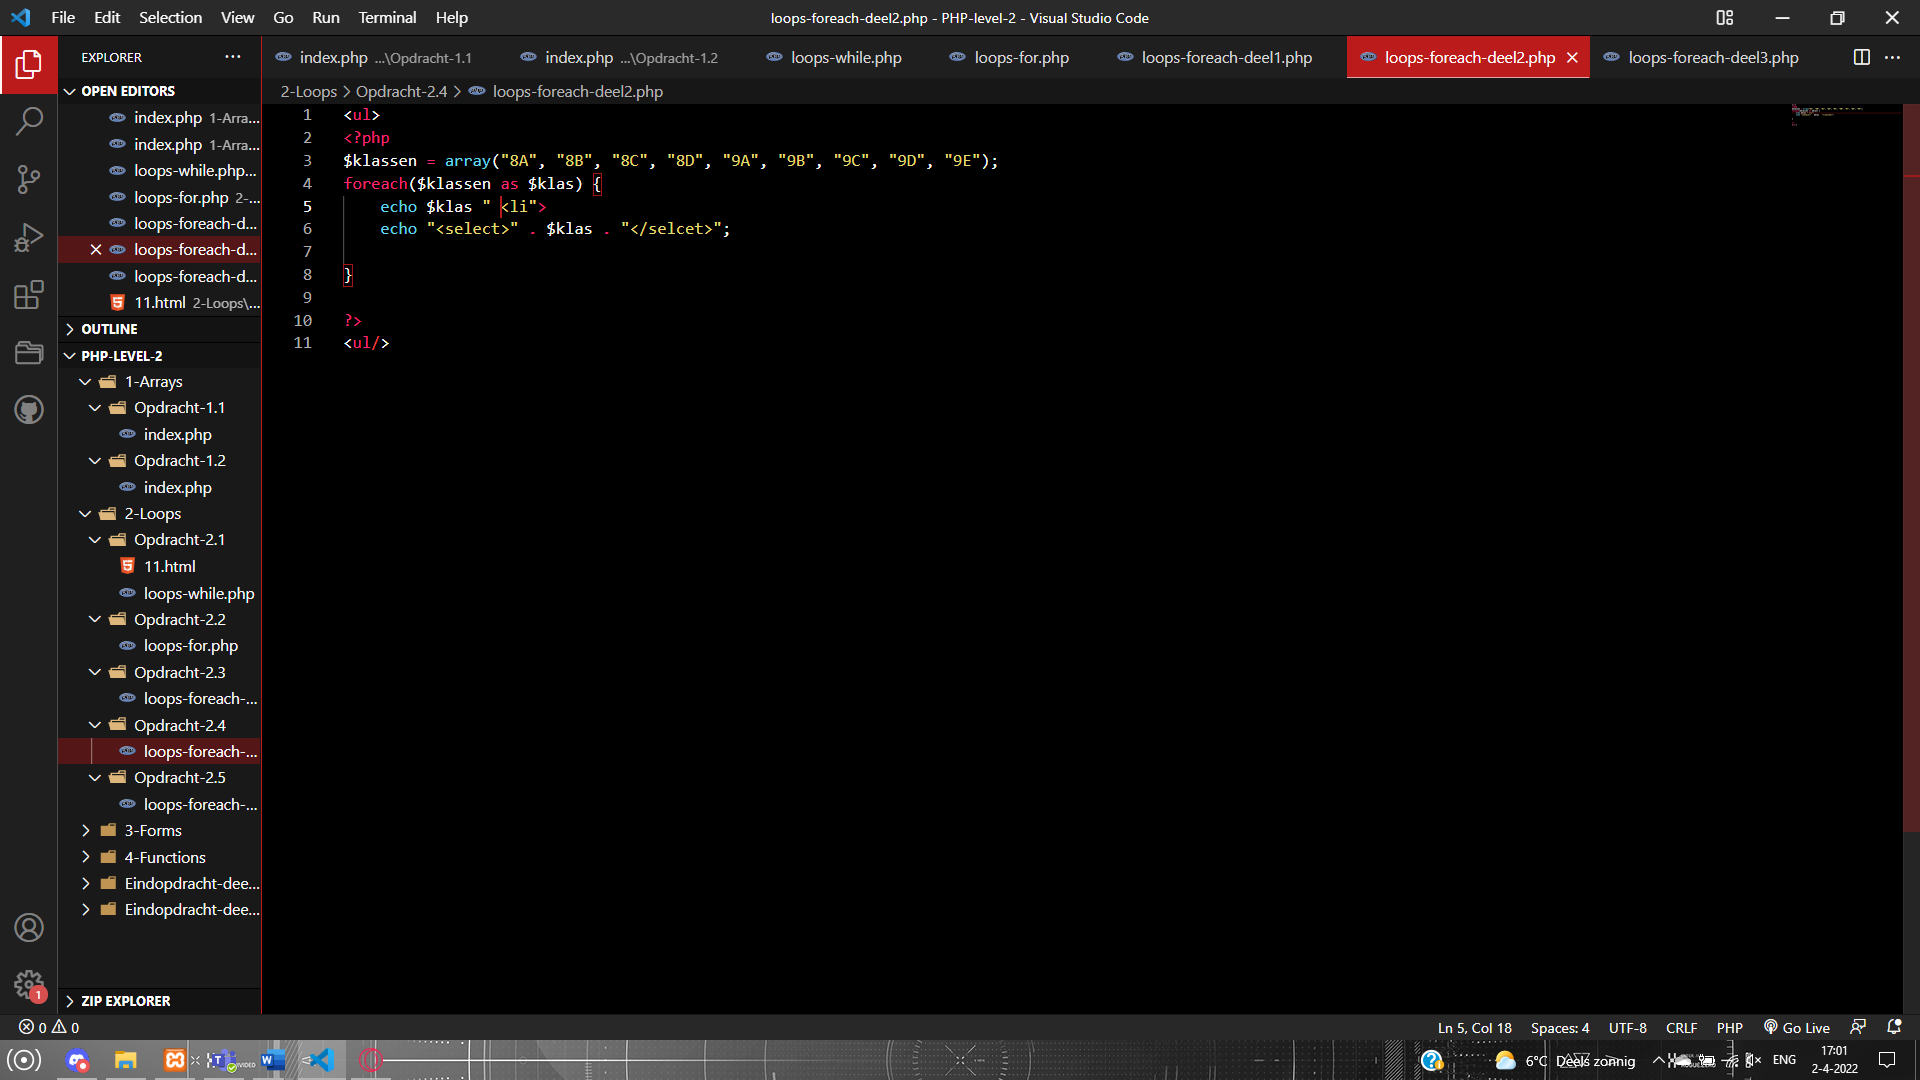 File Edit Selection View Go Run Terminal Help
loops-foreach-deel2.php - PHP-level-2 - Visual Studio Code
EXPLORER
index.php ...\Opdracht-1.1
index.php ...\Opdracht-1.2
loops-while.php
loops-for.php
loops-foreach-deel1.php
loops-foreach-deel2.php
loops-foreach-deel3.php
OPEN EDITORS
index.php 1-Arra...
index.php 1-Arra...
loops-while.php...
loops-for.php 2-...
loops-foreach-d...
loops-foreach-d...
loops-foreach-d...
11.html 2-Loops\...
OUTLINE
PHP-LEVEL-2
1-Arrays
Opdracht-1.1
index.php
Opdracht-1.2
index.php
2-Loops
Opdracht-2.1
11.html
loops-while.php
Opdracht-2.2
loops-for.php
Opdracht-2.3
loops-foreach-...
Opdracht-2.4
loops-foreach-...
Opdracht-2.5
loops-foreach-...
3-Forms
4-Functions
Eindopdracht-dee...
Eindopdracht-dee...
ZIP EXPLORER
2-Loops > Opdracht-2.4 > loops-foreach-deel2.php
1 <ul>
2 <?php
3 $klassen = array("8A", "8B", "8C", "8D", "9A", "9B", "9C", "9D", "9E");
4 foreach($klassen as $klas) {
5 echo $klas " <li">
6 echo "<select>" . $klas . "</selcet>";
7
8 }
9
10 ?>
11 <ul/>
1
0 0
Ln 5, Col 18 Spaces: 4 UTF-8 CRLF PHP Go Live
6°C Deels zonnig
ENG
17:01
2-4-2022